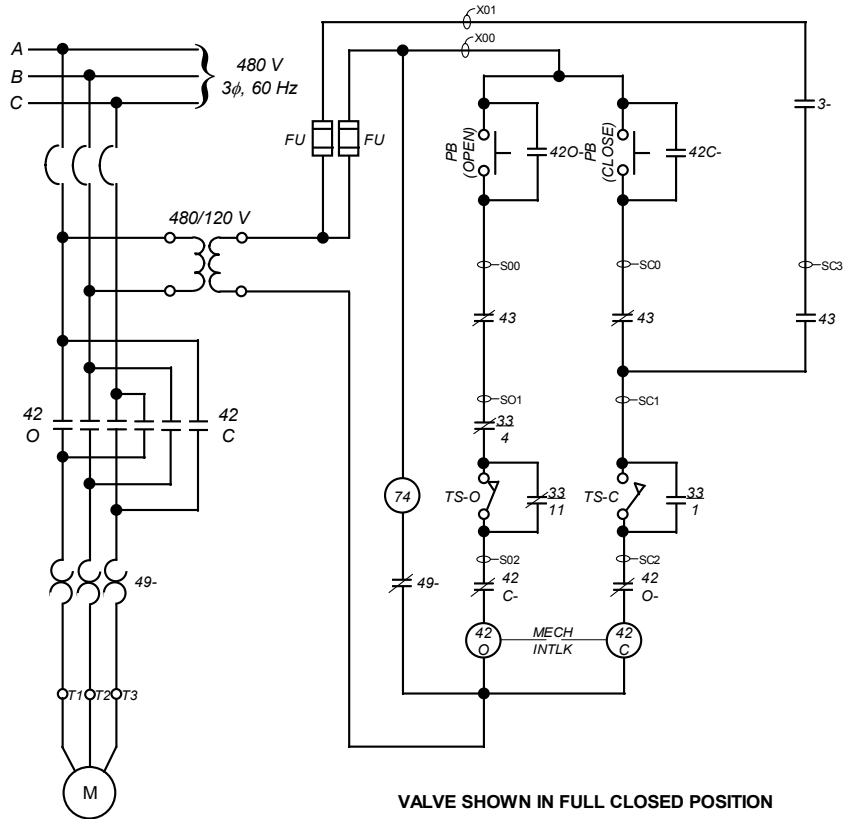 X01
X00
A
B
C
480 V
3ϕ, 60 Hz
FU
FU
PB
(OPEN)
42O-
PB
(CLOSE)
42C-
3-
480/120 V
S00
SC0
SC3
43
43
43
SO1
SC1
42
O
42
C
33
4
74
TS-O
33
11
TS-C
33
1
S02
SC2
49-
49-
42
C-
42
O-
42
O
MECH
INTLK
42
C
T1
T2
T3
M
VALVE SHOWN IN FULL CLOSED POSITION